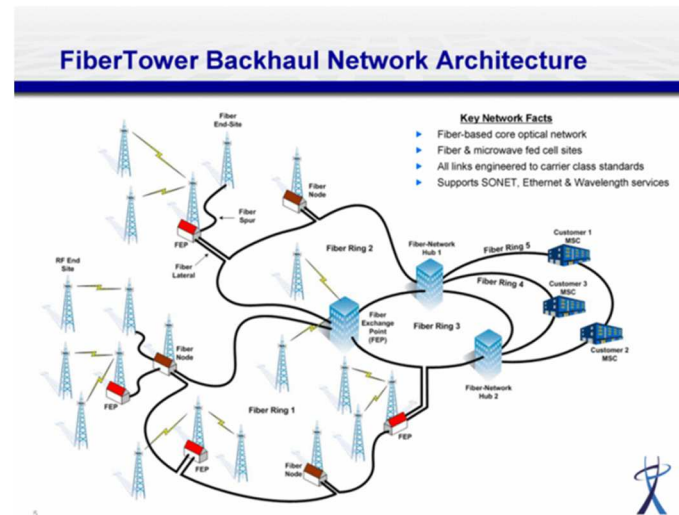 FiberTower Backhaul Network Architecture
Key Network Facts
Fiber-based core optical network
Fiber & microwave fed cell sites
All links engineered to carrier class standards
Supports SONET, Ethernet & Wavelength services
Fiber
End-Site
Fiber
Node
Fiber
Spur
FEP
Fiber
Lateral
RF End
Site
Fiber Ring 2
Fiber-Network
Hub 1
Fiber Ring 5
Customer 1
MSC
Fiber Ring 4
Customer 3
MSC
Fiber
Exchange
Point
(FEP)
Fiber Ring 3
Customer 2
MSC
Fiber
Node
FEP
Fiber-Network
Hub 2
Fiber Ring 1
FEP
FEP
Fiber
Node